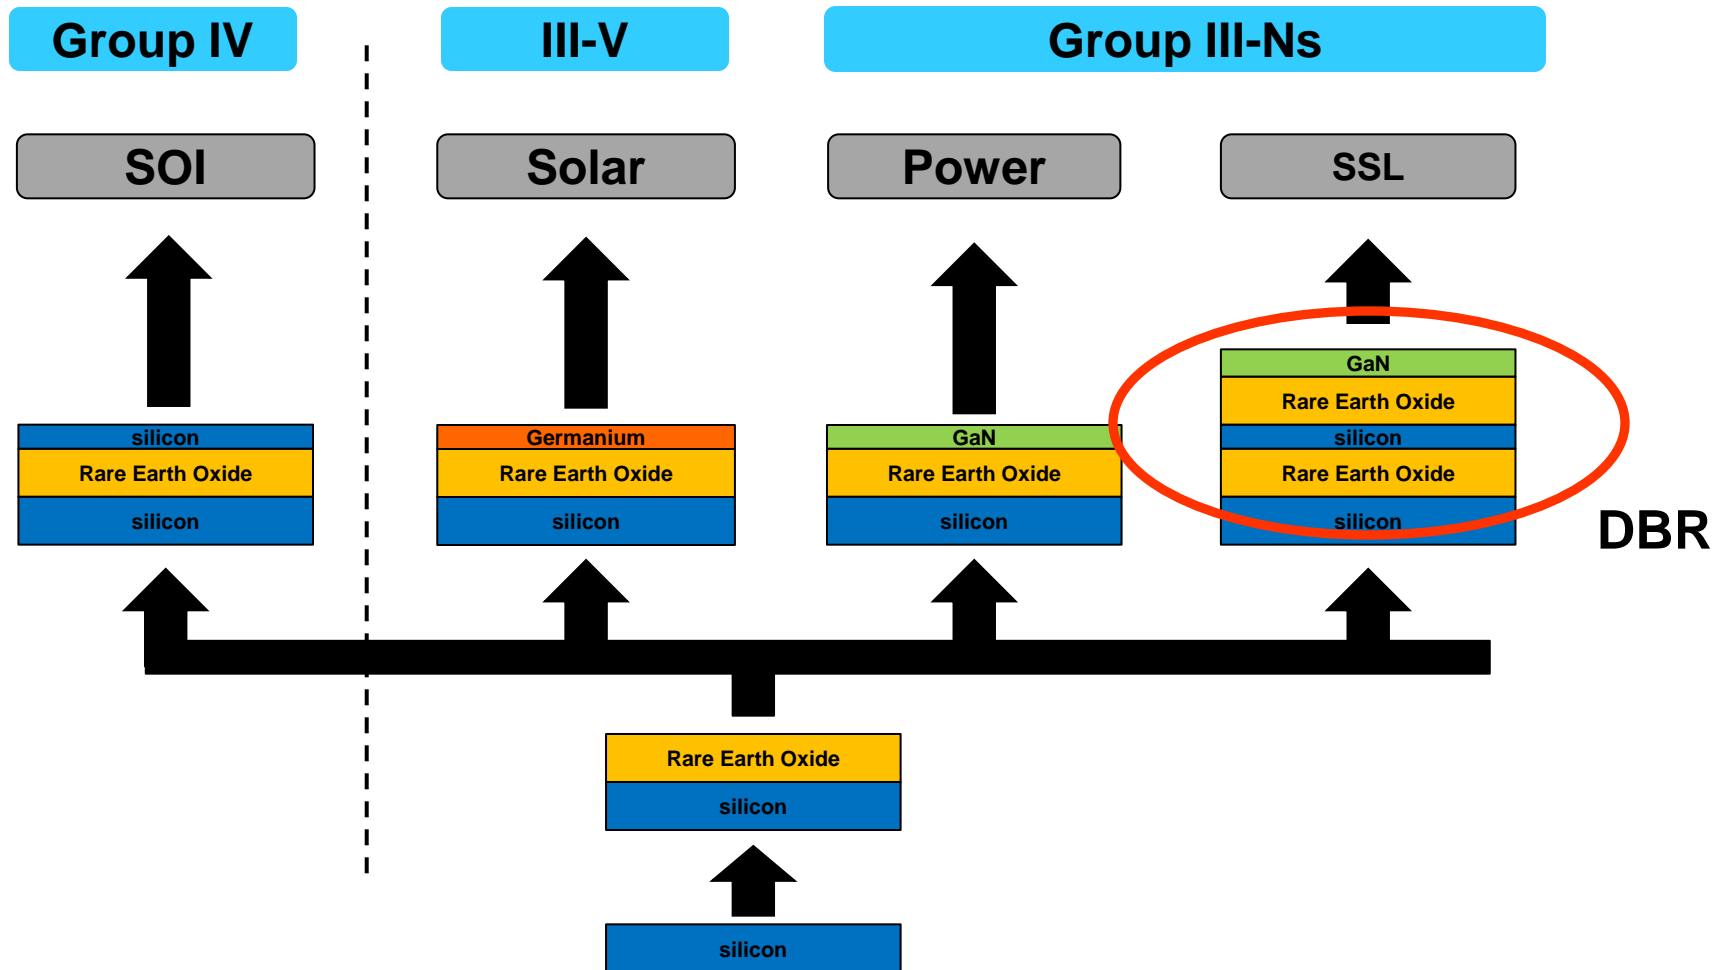 Group IV
III-V
Group III-Ns
SOI
Solar
Power
SSL
silicon
Rare Earth Oxide
silicon
Germanium
Rare Earth Oxide
silicon
GaN
Rare Earth Oxide
silicon
GaN
Rare Earth Oxide
silicon
Rare Earth Oxide
silicon
DBR
Rare Earth Oxide
silicon
silicon